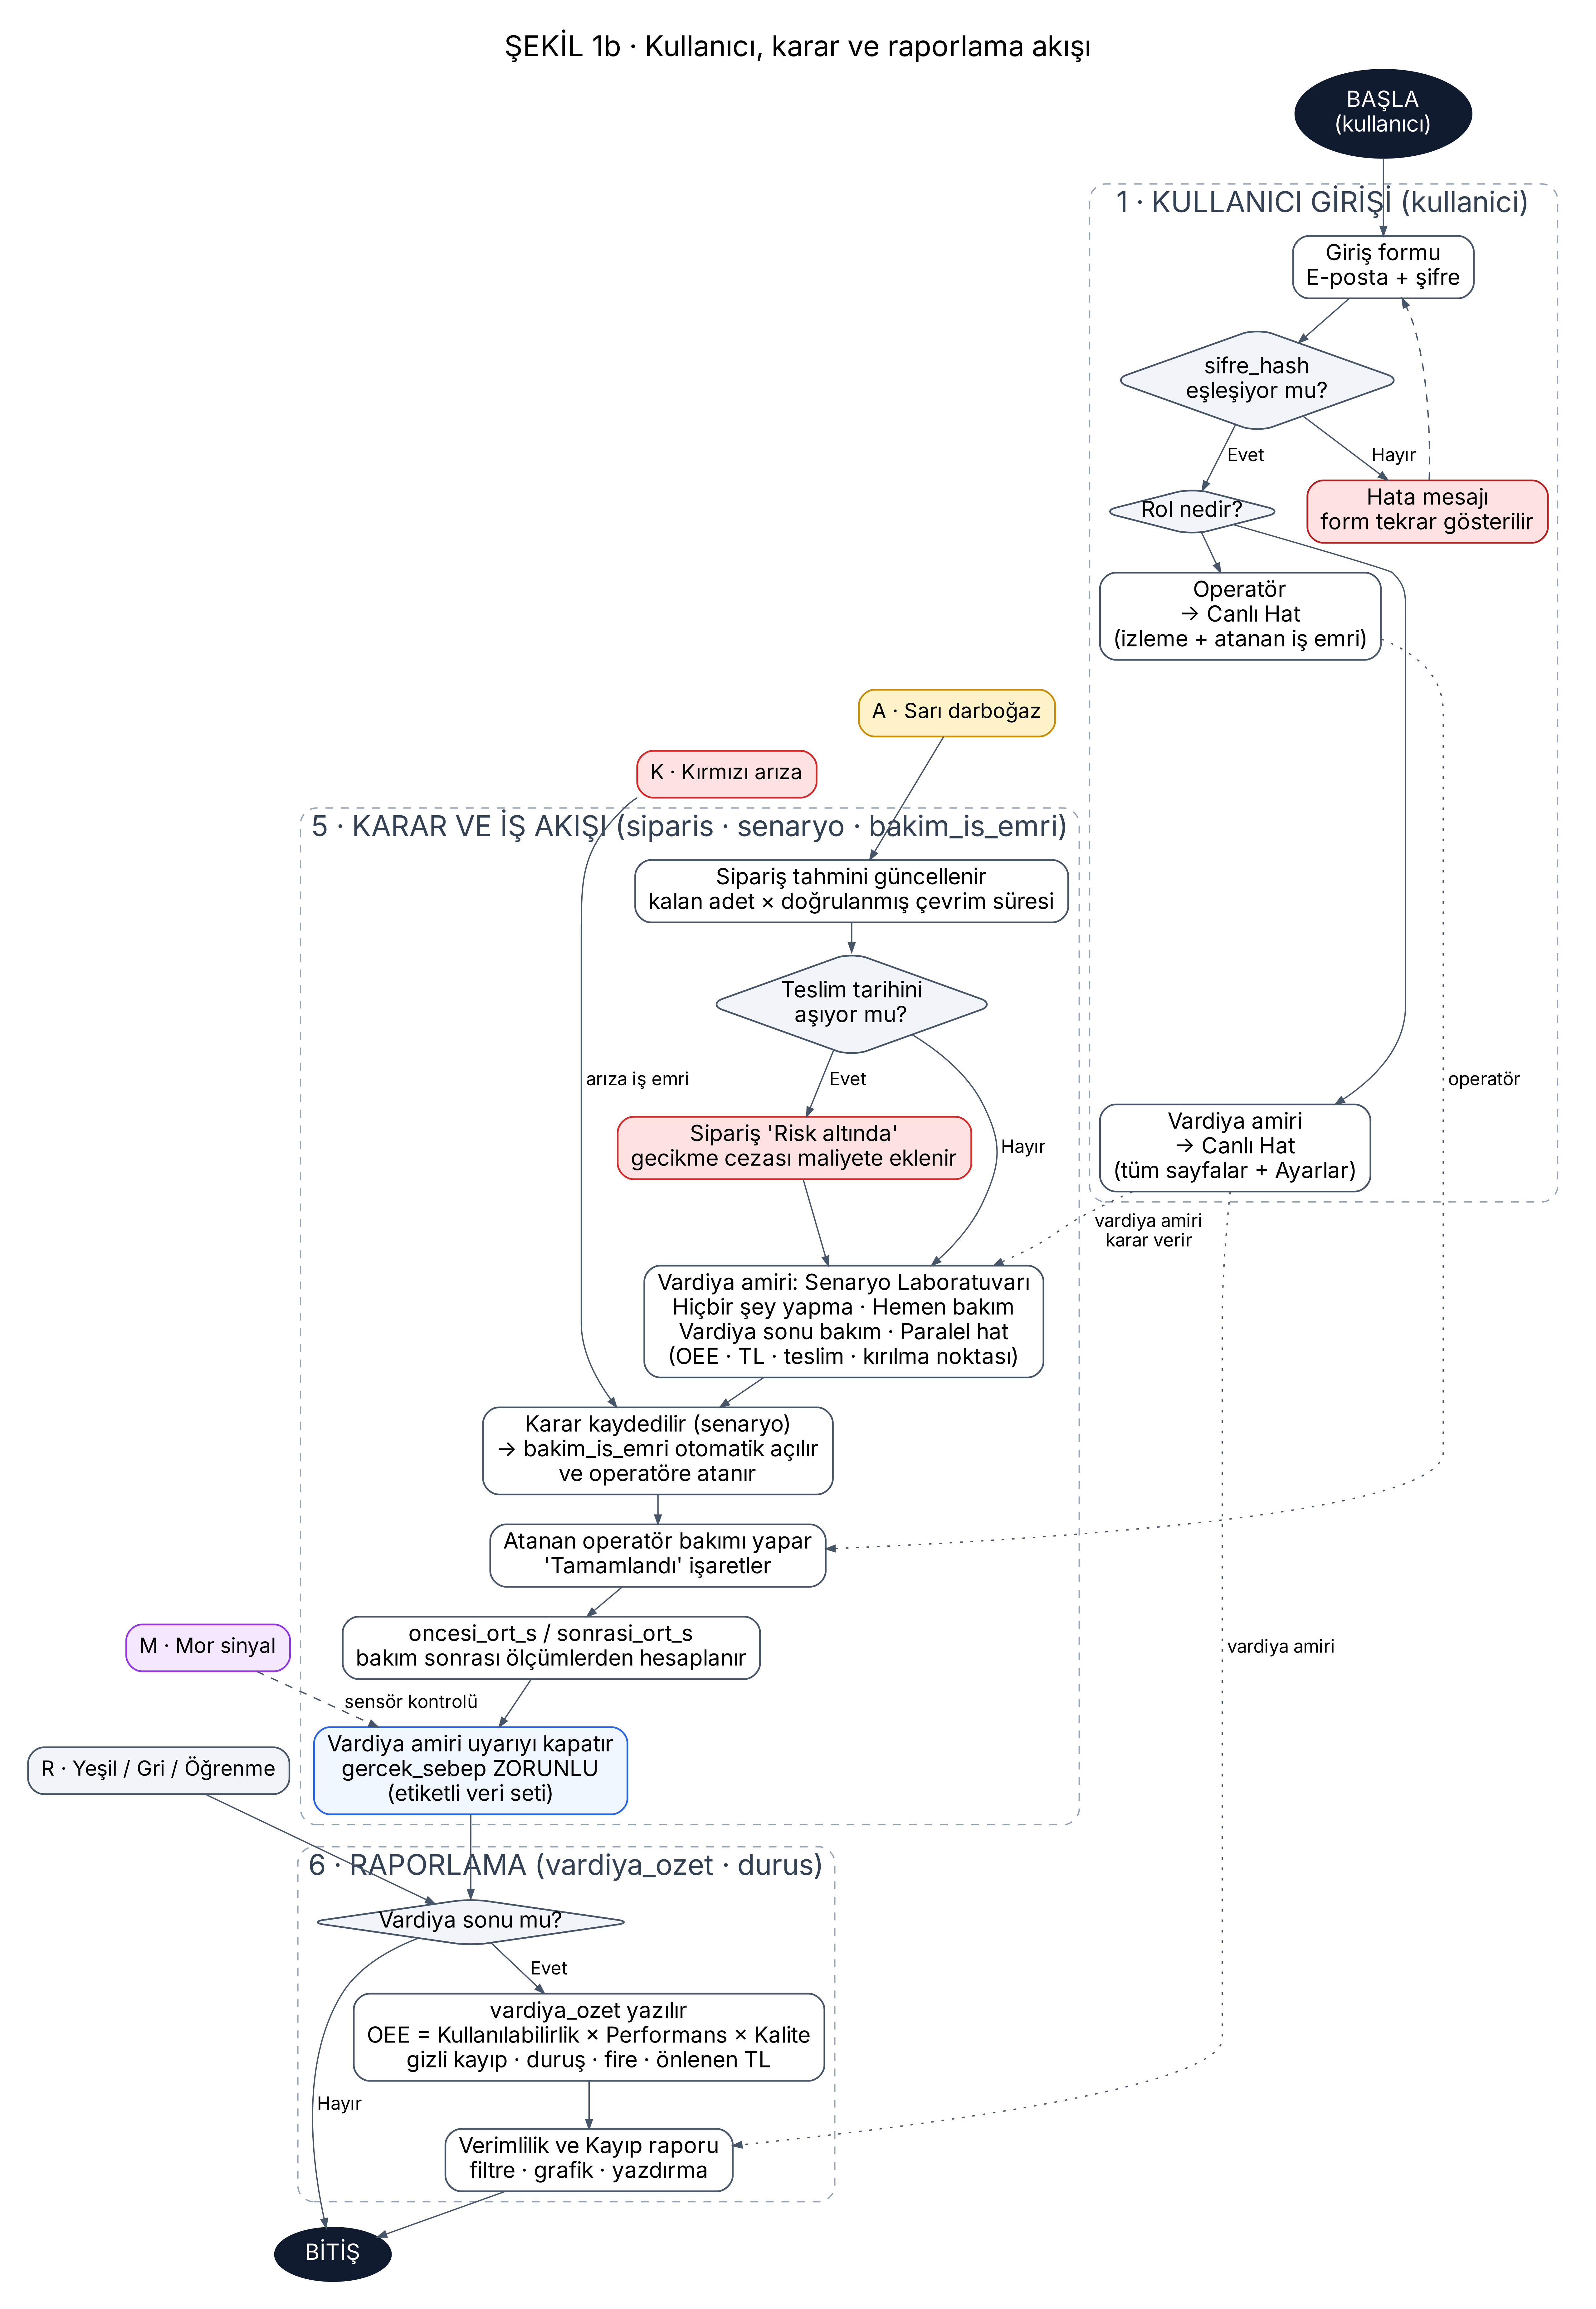 ŞEKİL 1b · Kullanıcı, karar ve raporlama akışı
BAŞLA
(kullanıcı)
1 · KULLANICI GİRİŞİ (kullanici)
Giriş formu
E-posta + şifre
sifre_hash
eşleşiyor mu?
Evet
Hayır
Rol nedir?
Hata mesajı
form tekrar gösterilir
Operatör
→ Canlı Hat
(izleme + atanan iş emri)
A · Sarı darboğaz
K · Kırmızı arıza
5 · KARAR VE İŞ AKIŞI (siparis · senaryo · bakim_is_emri)
Sipariş tahmini güncellenir
kalan adet × doğrulanmış çevrim süresi
Teslim tarihini
aşıyor mu?
arıza iş emri
Evet
operatör
Sipariş 'Risk altında'
gecikme cezası maliyete eklenir
Hayır
Vardiya amiri
→ Canlı Hat
(tüm sayfalar + Ayarlar)
vardiya amiri
karar verir
Vardiya amiri: Senaryo Laboratuvarı
Hiçbir şey yapma · Hemen bakım
Vardiya sonu bakım · Paralel hat
(OEE · TL · teslim · kırılma noktası)
Karar kaydedilir (senaryo)
→ bakim_is_emri otomatik açılır
ve operatöre atanır
Atanan operatör bakımı yapar
'Tamamlandı' işaretler
M · Mor sinyal
oncesi_ort_s / sonrasi_ort_s
bakım sonrası ölçümlerden hesaplanır
vardiya amiri
sensör kontrolü
R · Yeşil / Gri / Öğrenme
Vardiya amiri uyarıyı kapatır
gercek_sebep ZORUNLU
(etiketli veri seti)
6 · RAPORLAMA (vardiya_ozet · durus)
Vardiya sonu mu?
Evet
vardiya_ozet yazılır
OEE = Kullanılabilirlik × Performans × Kalite
gizli kayıp · duruş · fire · önlenen TL
Hayır
Verimlilik ve Kayıp raporu
filtre · grafik · yazdırma
BİTİŞ